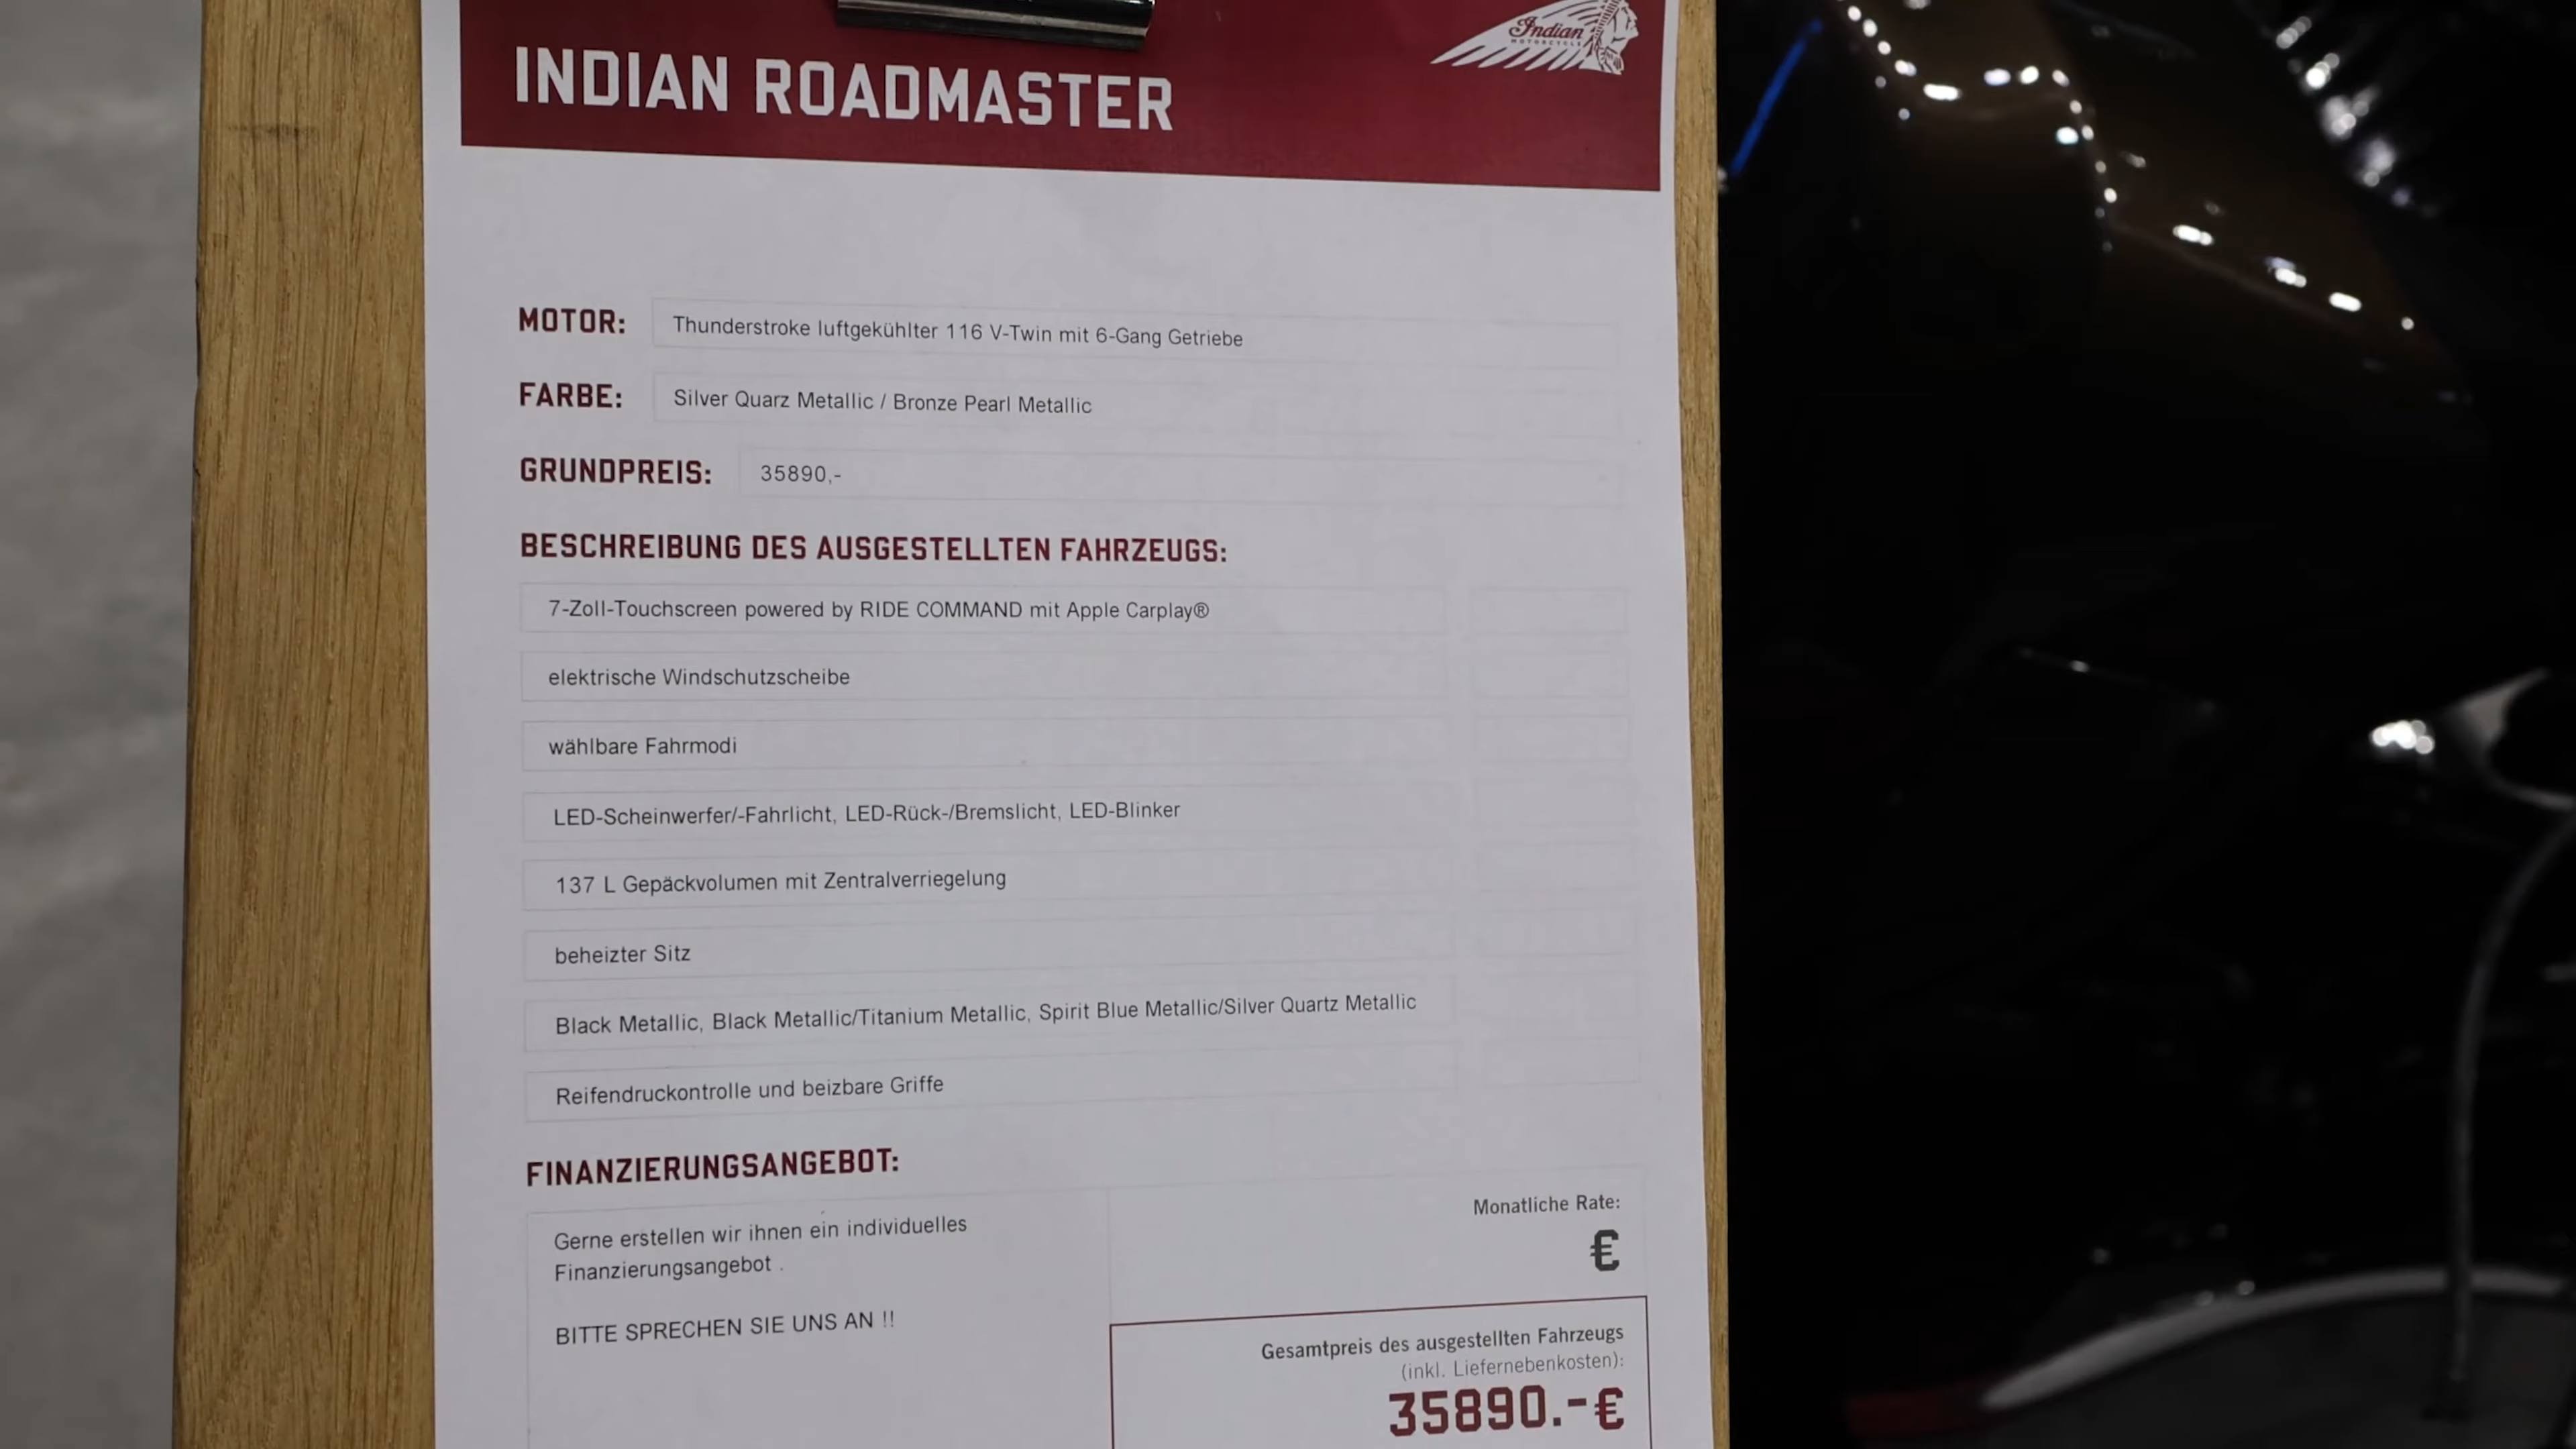 Indian
MOTORCYCLE
INDIAN ROADMASTER
MOTOR: Thunderstroke luftgekühlter 116 V-Twin mit 6-Gang Getriebe
FARBE: Silver Quarz Metallic / Bronze Pearl Metallic
GRUNDPREIS: 35890,-
BESCHREIBUNG DES AUSGESTELLTEN FAHRZEUGS:
7-Zoll-Touchscreen powered by RIDE COMMAND mit Apple Carplay®
elektrische Windschutzscheibe
wählbare Fahrmodi
LED-Scheinwerfer/-Fahrlicht, LED-Rück-/Bremslicht, LED-Blinker
137 L Gepäckvolumen mit Zentralverriegelung
beheizter Sitz
Black Metallic, Black Metallic/Titanium Metallic, Spirit Blue Metallic/Silver Quartz Metallic
Reifendruckontrolle und beizbare Griffe
FINANZIERUNGSANGEBOT:
Gerne erstellen wir ihnen ein individuelles
Finanzierungsangebot .
BITTE SPRECHEN SIE UNS AN !!
Monatliche Rate:
€
Gesamtpreis des ausgestellten Fahrzeugs
(inkl. Liefernebenkosten):
35890.-€